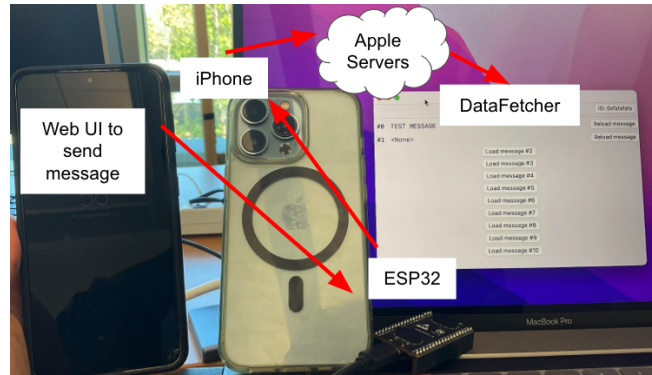 Apple
Servers
iPhone
DataFetcher
ID: 0xfafafafa
Web UI to
send
message
#0 TEST MESSAGE
Reload message
#1 <None>
Reload message
Load message #2
Load message #3
Load message #4
Load message #5
Load message #6
Load message #7
Load message #8
Load message #9
Load message #10
ESP32
MacBook Pro